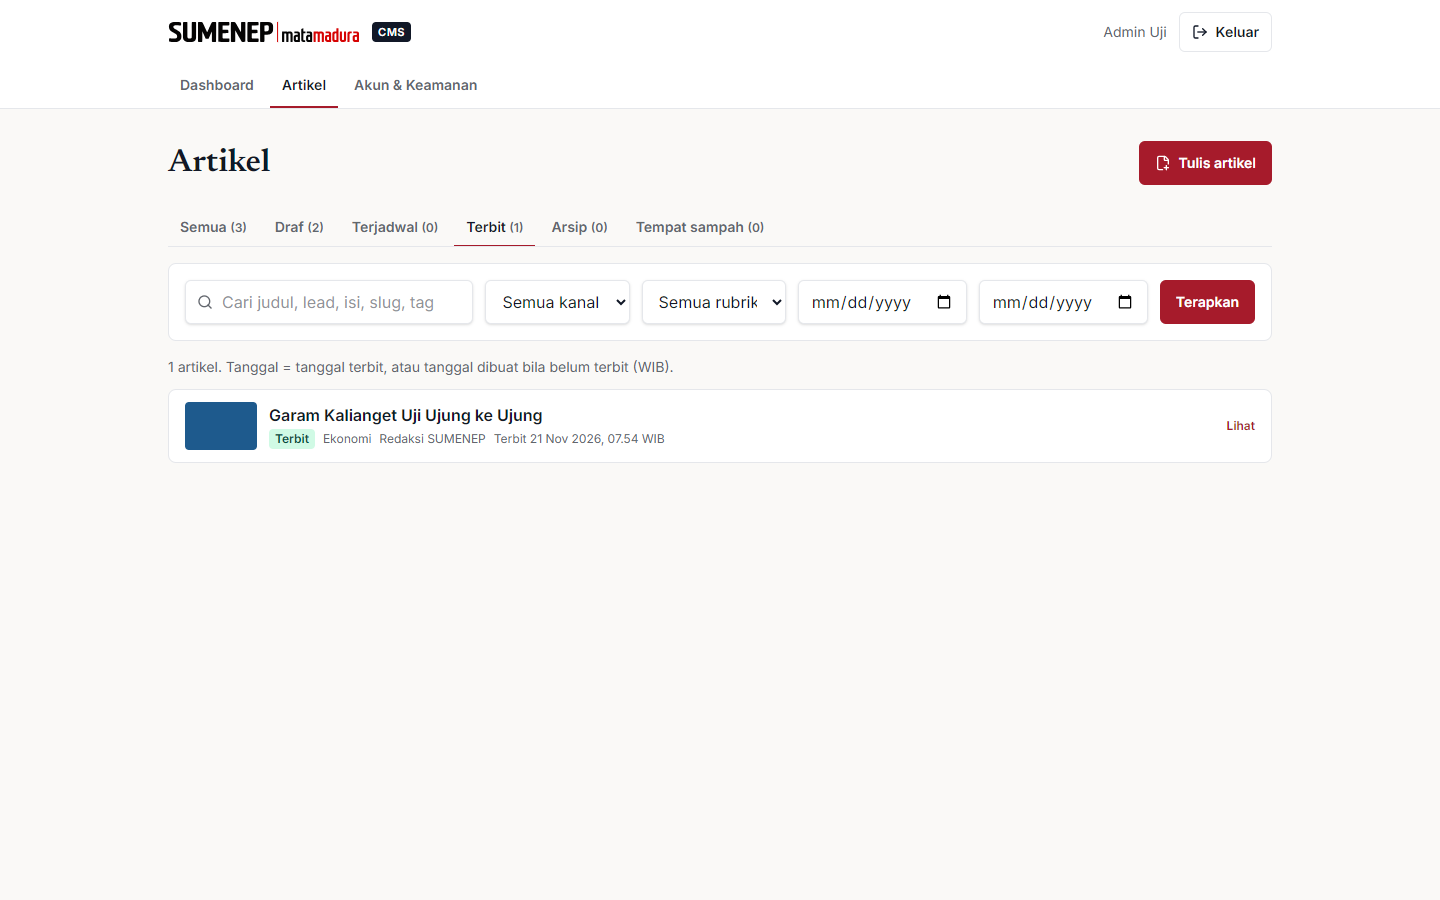 SUMENEP matamadura CMS
Admin Uji
Keluar
Dashboard
Artikel
Akun & Keamanan
Artikel
Tulis artikel
Semua (3)
Draf (2)
Terjadwal (0)
Terbit (1)
Arsip (0)
Tempat sampah (0)
Cari judul, lead, isi, slug, tag
Semua kanal
Semua rubrik
mm/dd/yyyy
mm/dd/yyyy
Terapkan
1 artikel. Tanggal = tanggal terbit, atau tanggal dibuat bila belum terbit (WIB).
Garam Kalianget Uji Ujung ke Ujung
Terbit Ekonomi Redaksi SUMENEP Terbit 21 Nov 2026, 07.54 WIB
Lihat